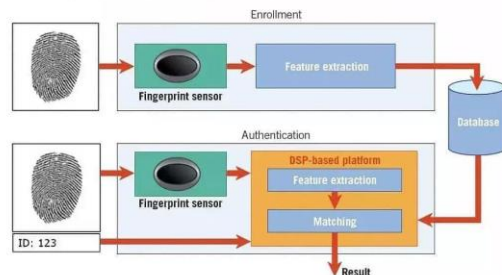 Enrollment
Feature extraction
Fingerprint sensor
Database
Authentication
DSP-based platform
Feature extraction
Fingerprint sensor
Matching
ID: 123
Result